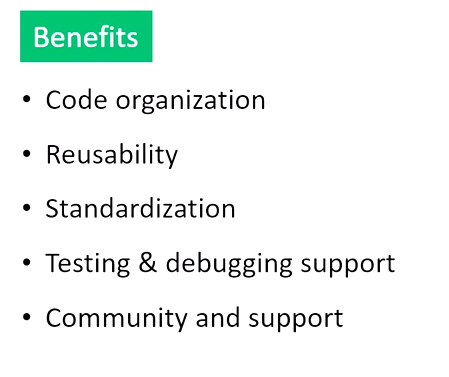 Benefits
• Code organization
• Reusability
• Standardization
• Testing & debugging support
• Community and support